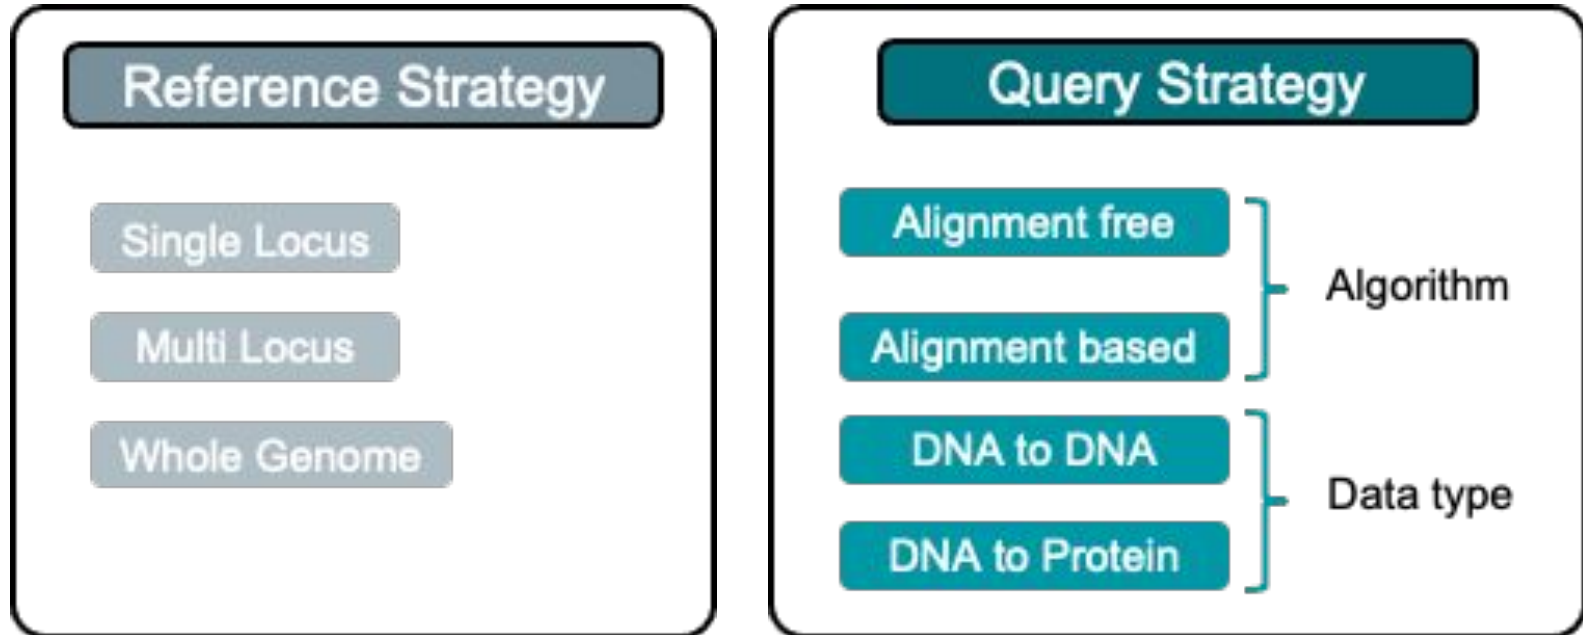 Reference Strategy
Single Locus
Multi Locus
Whole Genome
Query Strategy
Alignment free
Alignment based
Algorithm
DNA to DNA
DNA to Protein
Data type